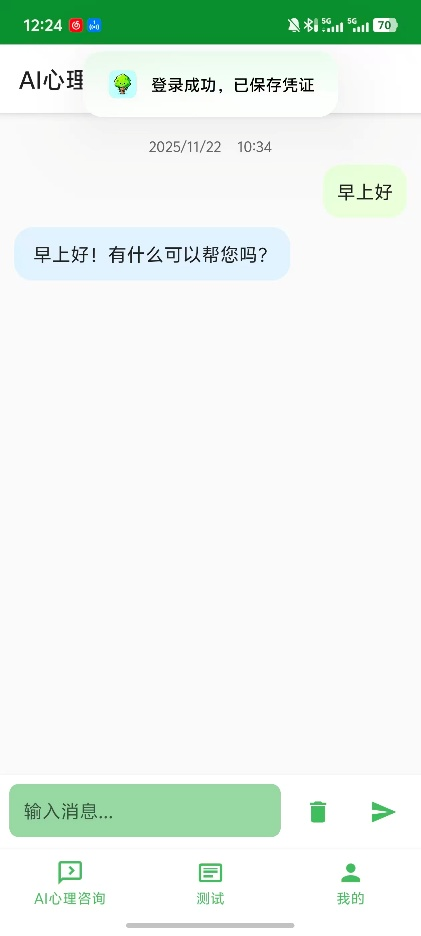 12:24 5G 5G 70
AI心理
登录成功，已保存凭证
2025/11/22 10:34
早上好
早上好！有什么可以帮您吗？
输入消息...
AI心理咨询 测试 我的